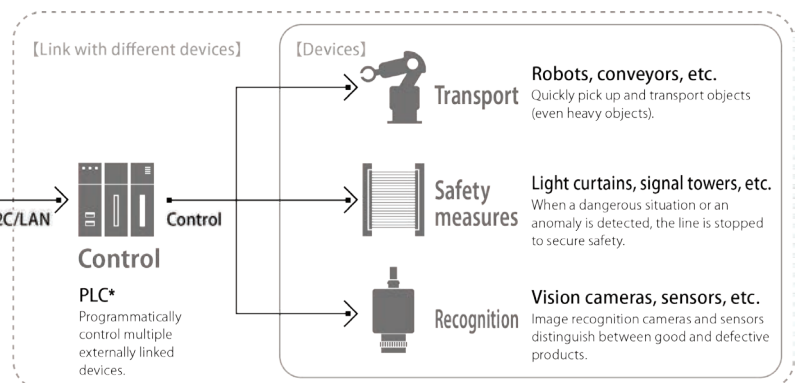 【Link with different devices】
【Devices】
Transport
Robots, conveyors, etc.
Quickly pick up and transport objects
(even heavy objects).
2C/LAN
Control
Control
PLC*
Programmatically
control multiple
externally linked
devices.
Safety
measures
Light curtains, signal towers, etc.
When a dangerous situation or an
anomaly is detected, the line is stopped
to secure safety.
Recognition
Vision cameras, sensors, etc.
Image recognition cameras and sensors
distinguish between good and defective
products.